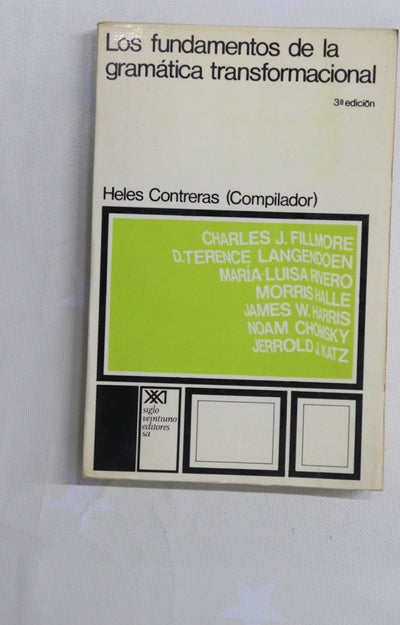 Los fundamentos de la
gramática transformacional
3ª edición
Heles Contreras (Compilador)
CHARLES J. FILLMORE
D. TERENCE LANGENDOEN
MARÍA-LUISA RIVERO
MORRIS HALLE
JAMES W. HARRIS
NOAM CHOMSKY
JERROLD J. KATZ
siglo
veintiuno
editores
sa